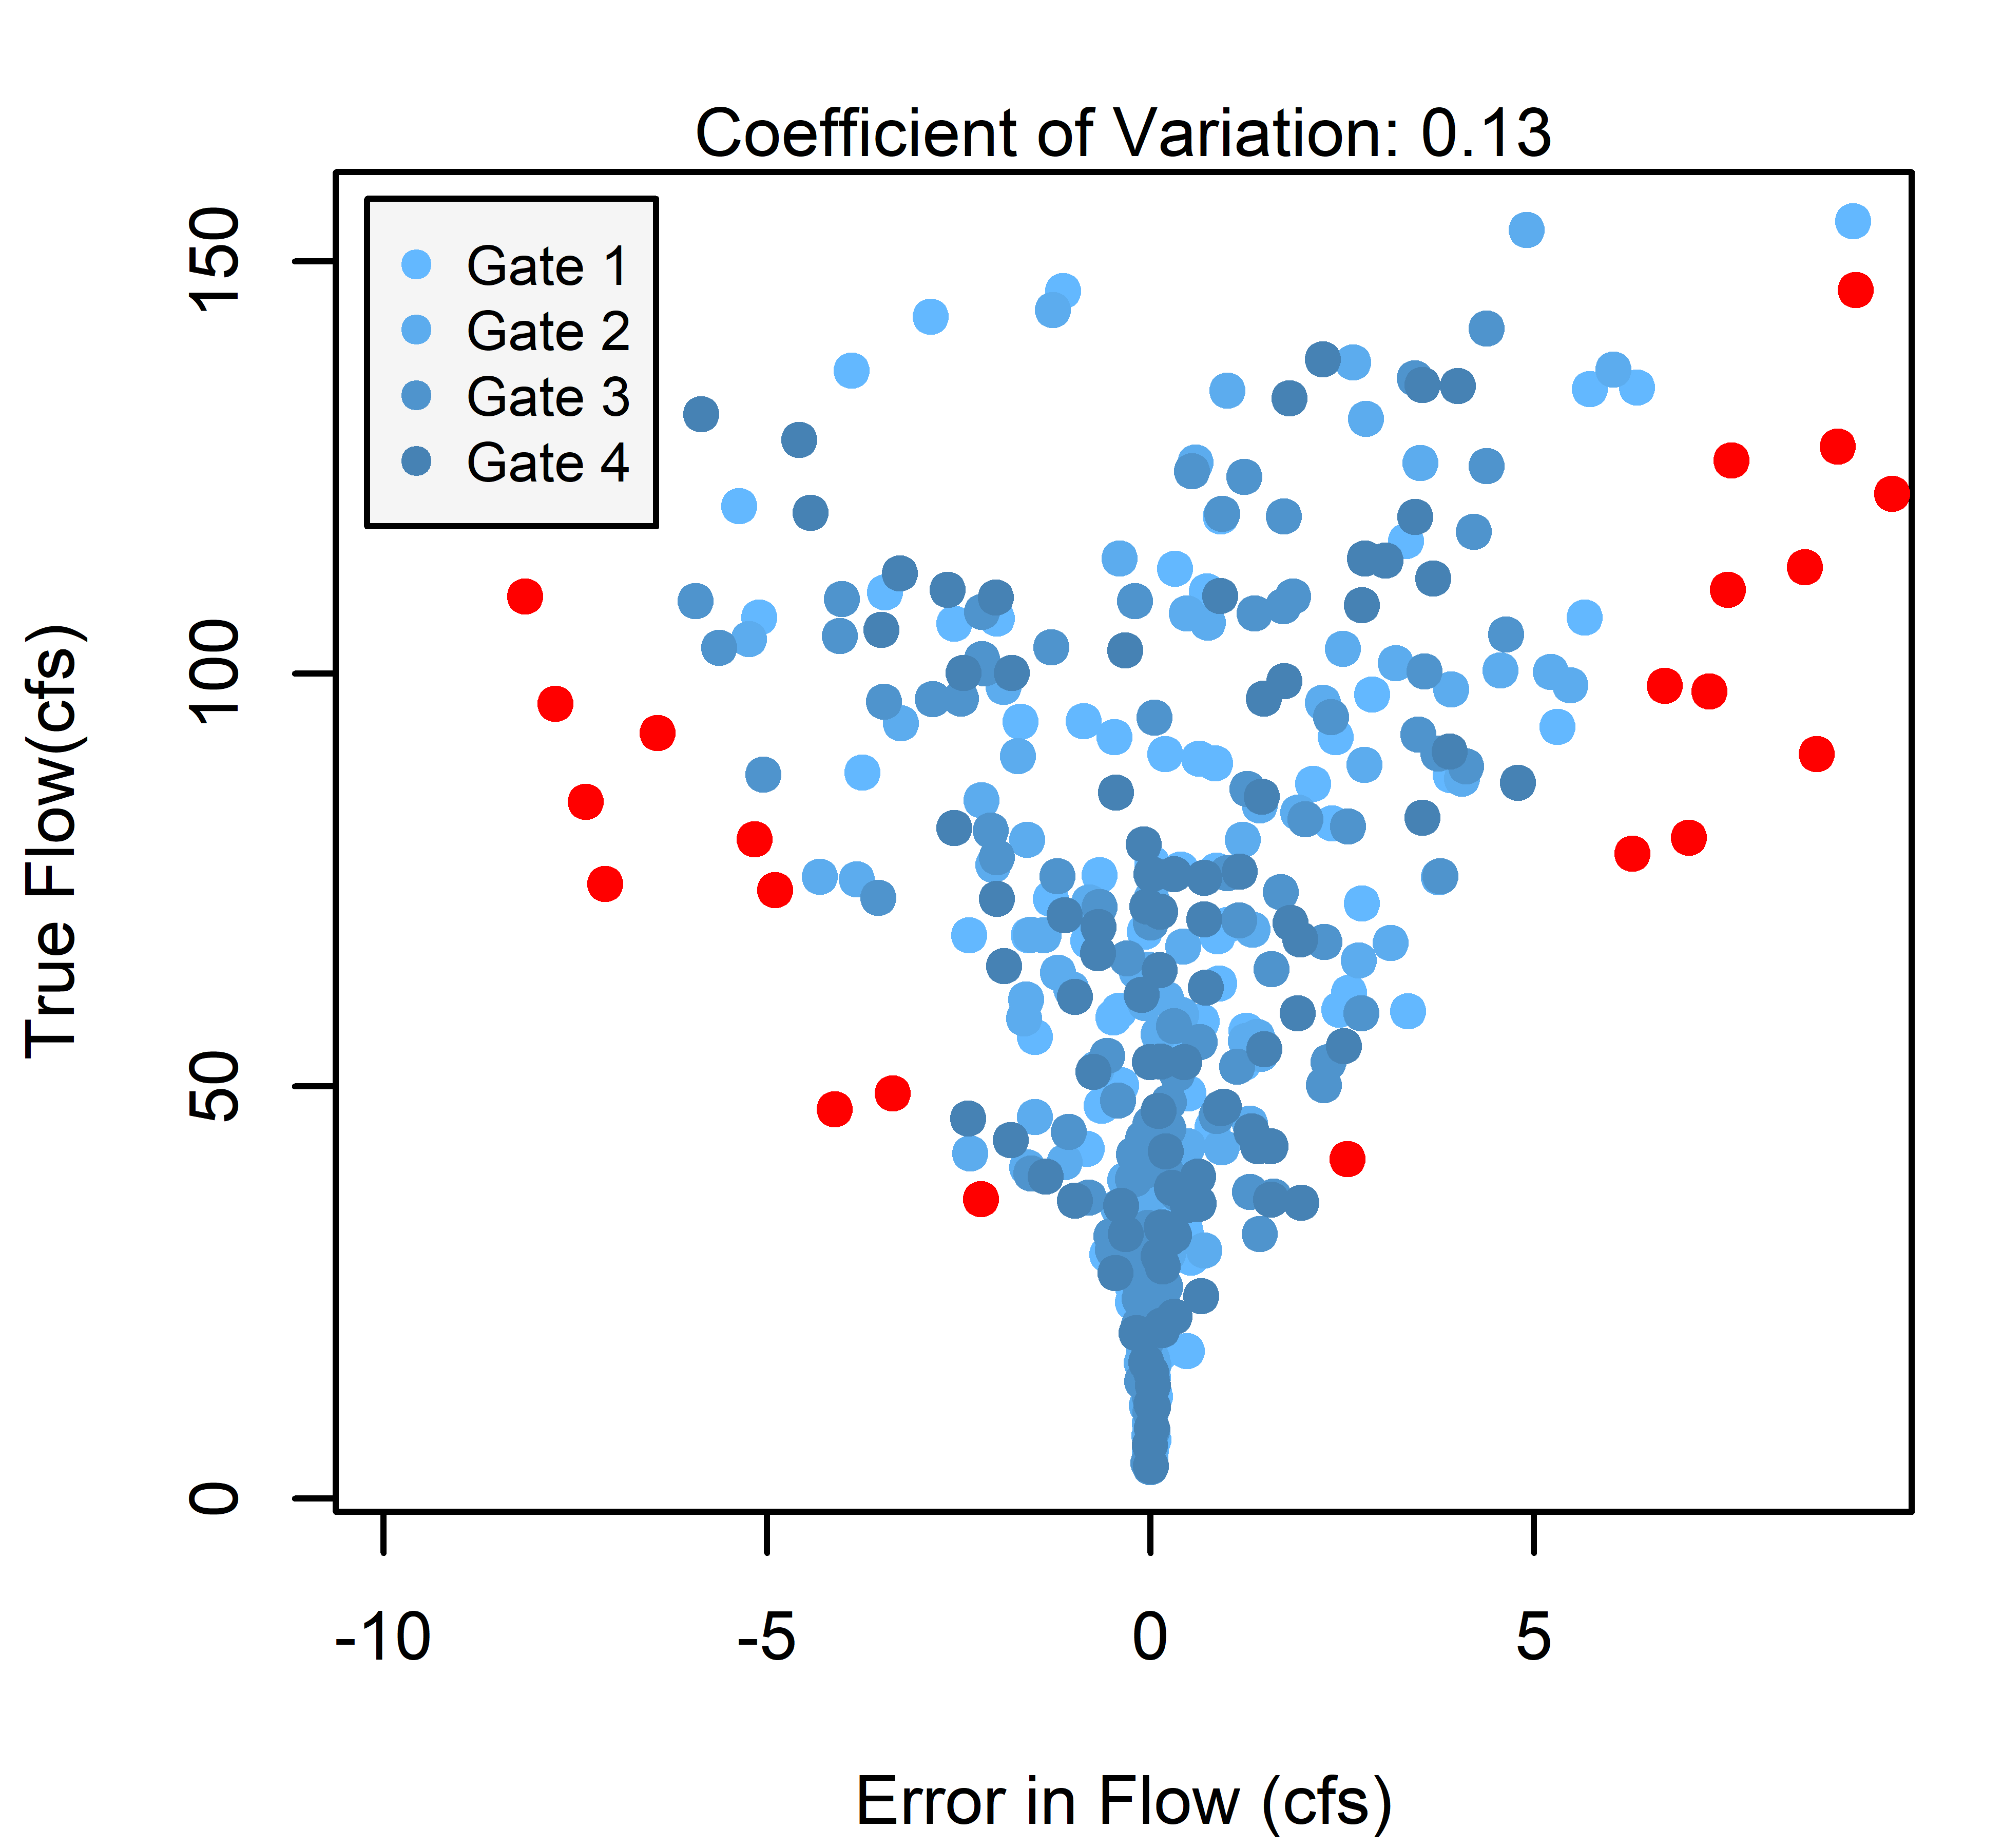 Coefficient of Variation: 0.13
Gate 1
Gate 2
Gate 3
Gate 4
True Flow(cfs)
150
100
50
0
-10 -5 0 5
Error in Flow (cfs)